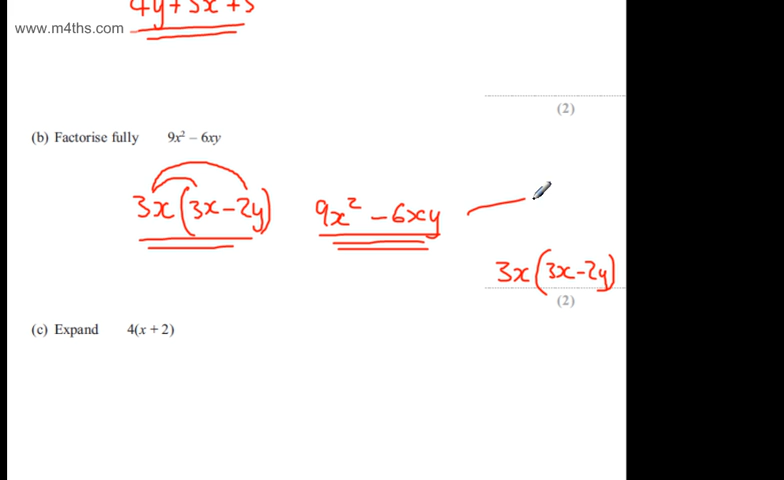 4y+5x+3
www.m4ths.com
(2)
(b) Factorise fully 9x² – 6xy
3x(3x-2y) 9x² -6xy
3x(3x-2y)
(2)
(c) Expand 4(x + 2)